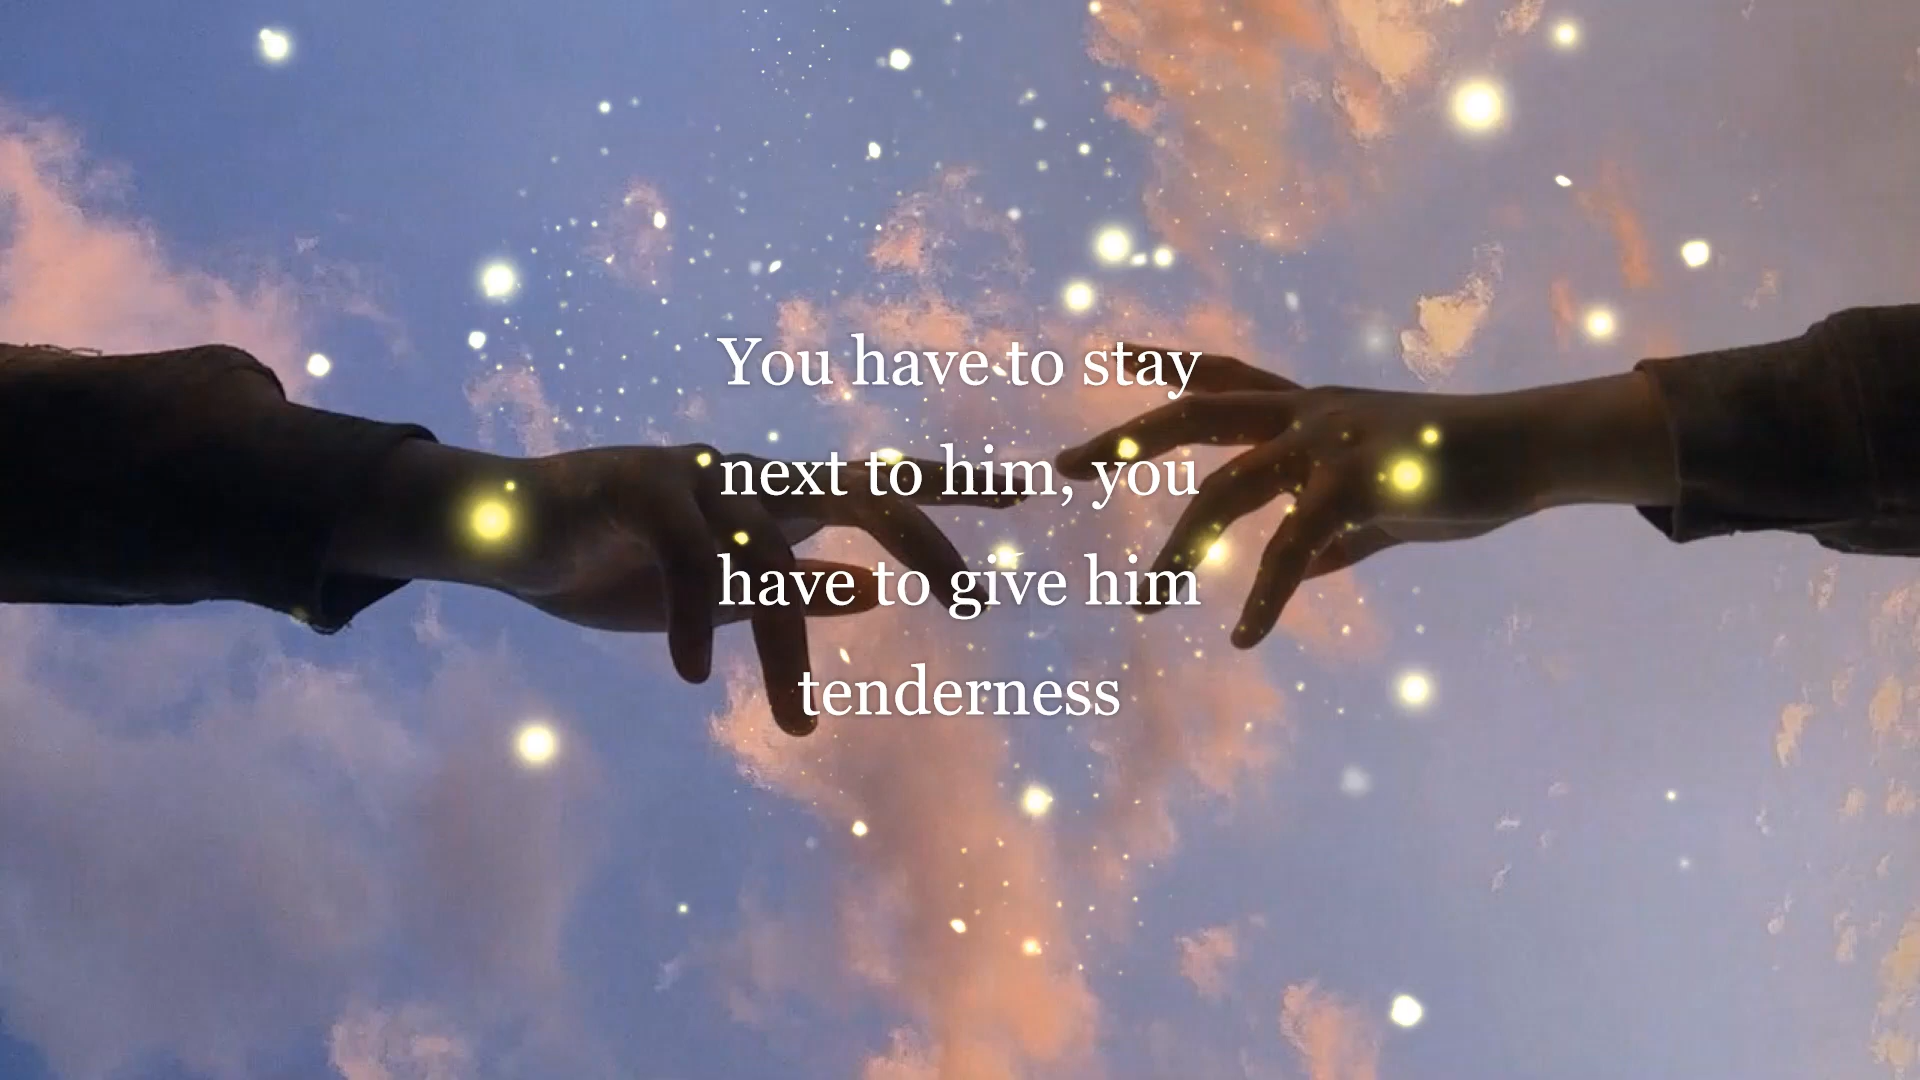 You have to stay
next to him, you
have to give him
tenderness